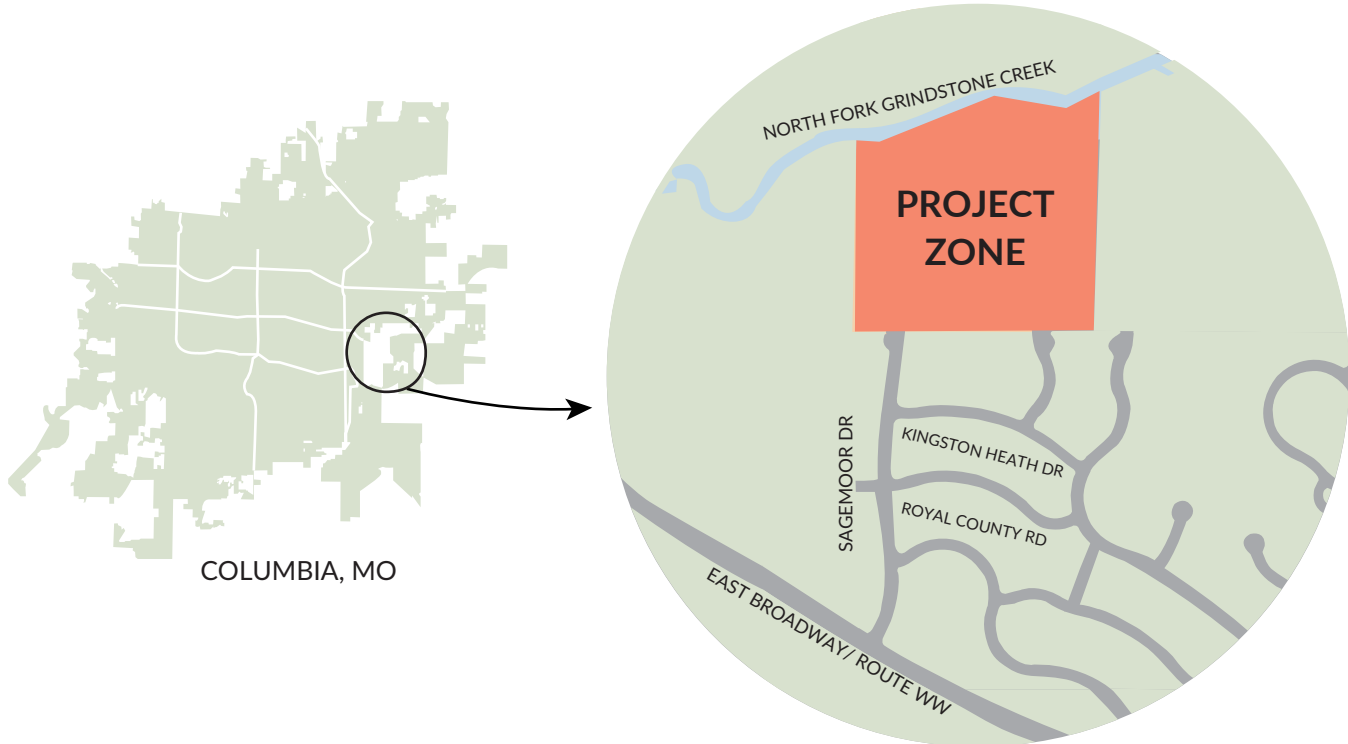 COLUMBIA, MO
NORTH FORK GRINDSTONE CREEK
PROJECT
ZONE
SAGEMOOR DR
KINGSTON HEATH DR
ROYAL COUNTY RD
EAST BROADWAY/ ROUTE WW